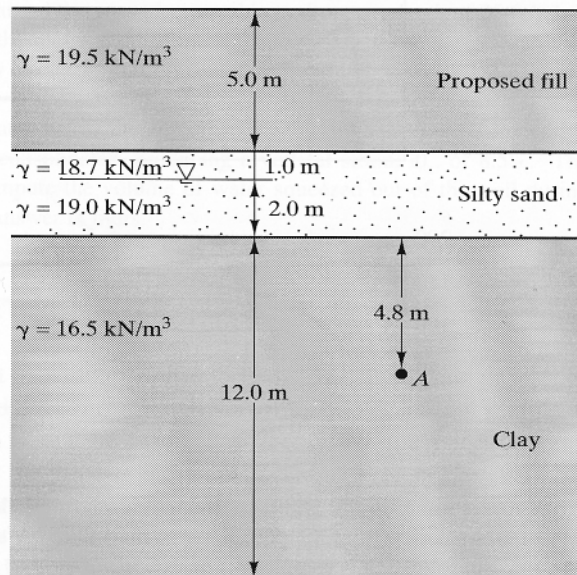 γ = 19.5 kN/m³
5.0 m
Proposed fill
γ = 18.7 kN/m³
1.0 m
Silty sand
γ = 19.0 kN/m³
2.0 m
4.8 m
γ = 16.5 kN/m³
A
12.0 m
Clay